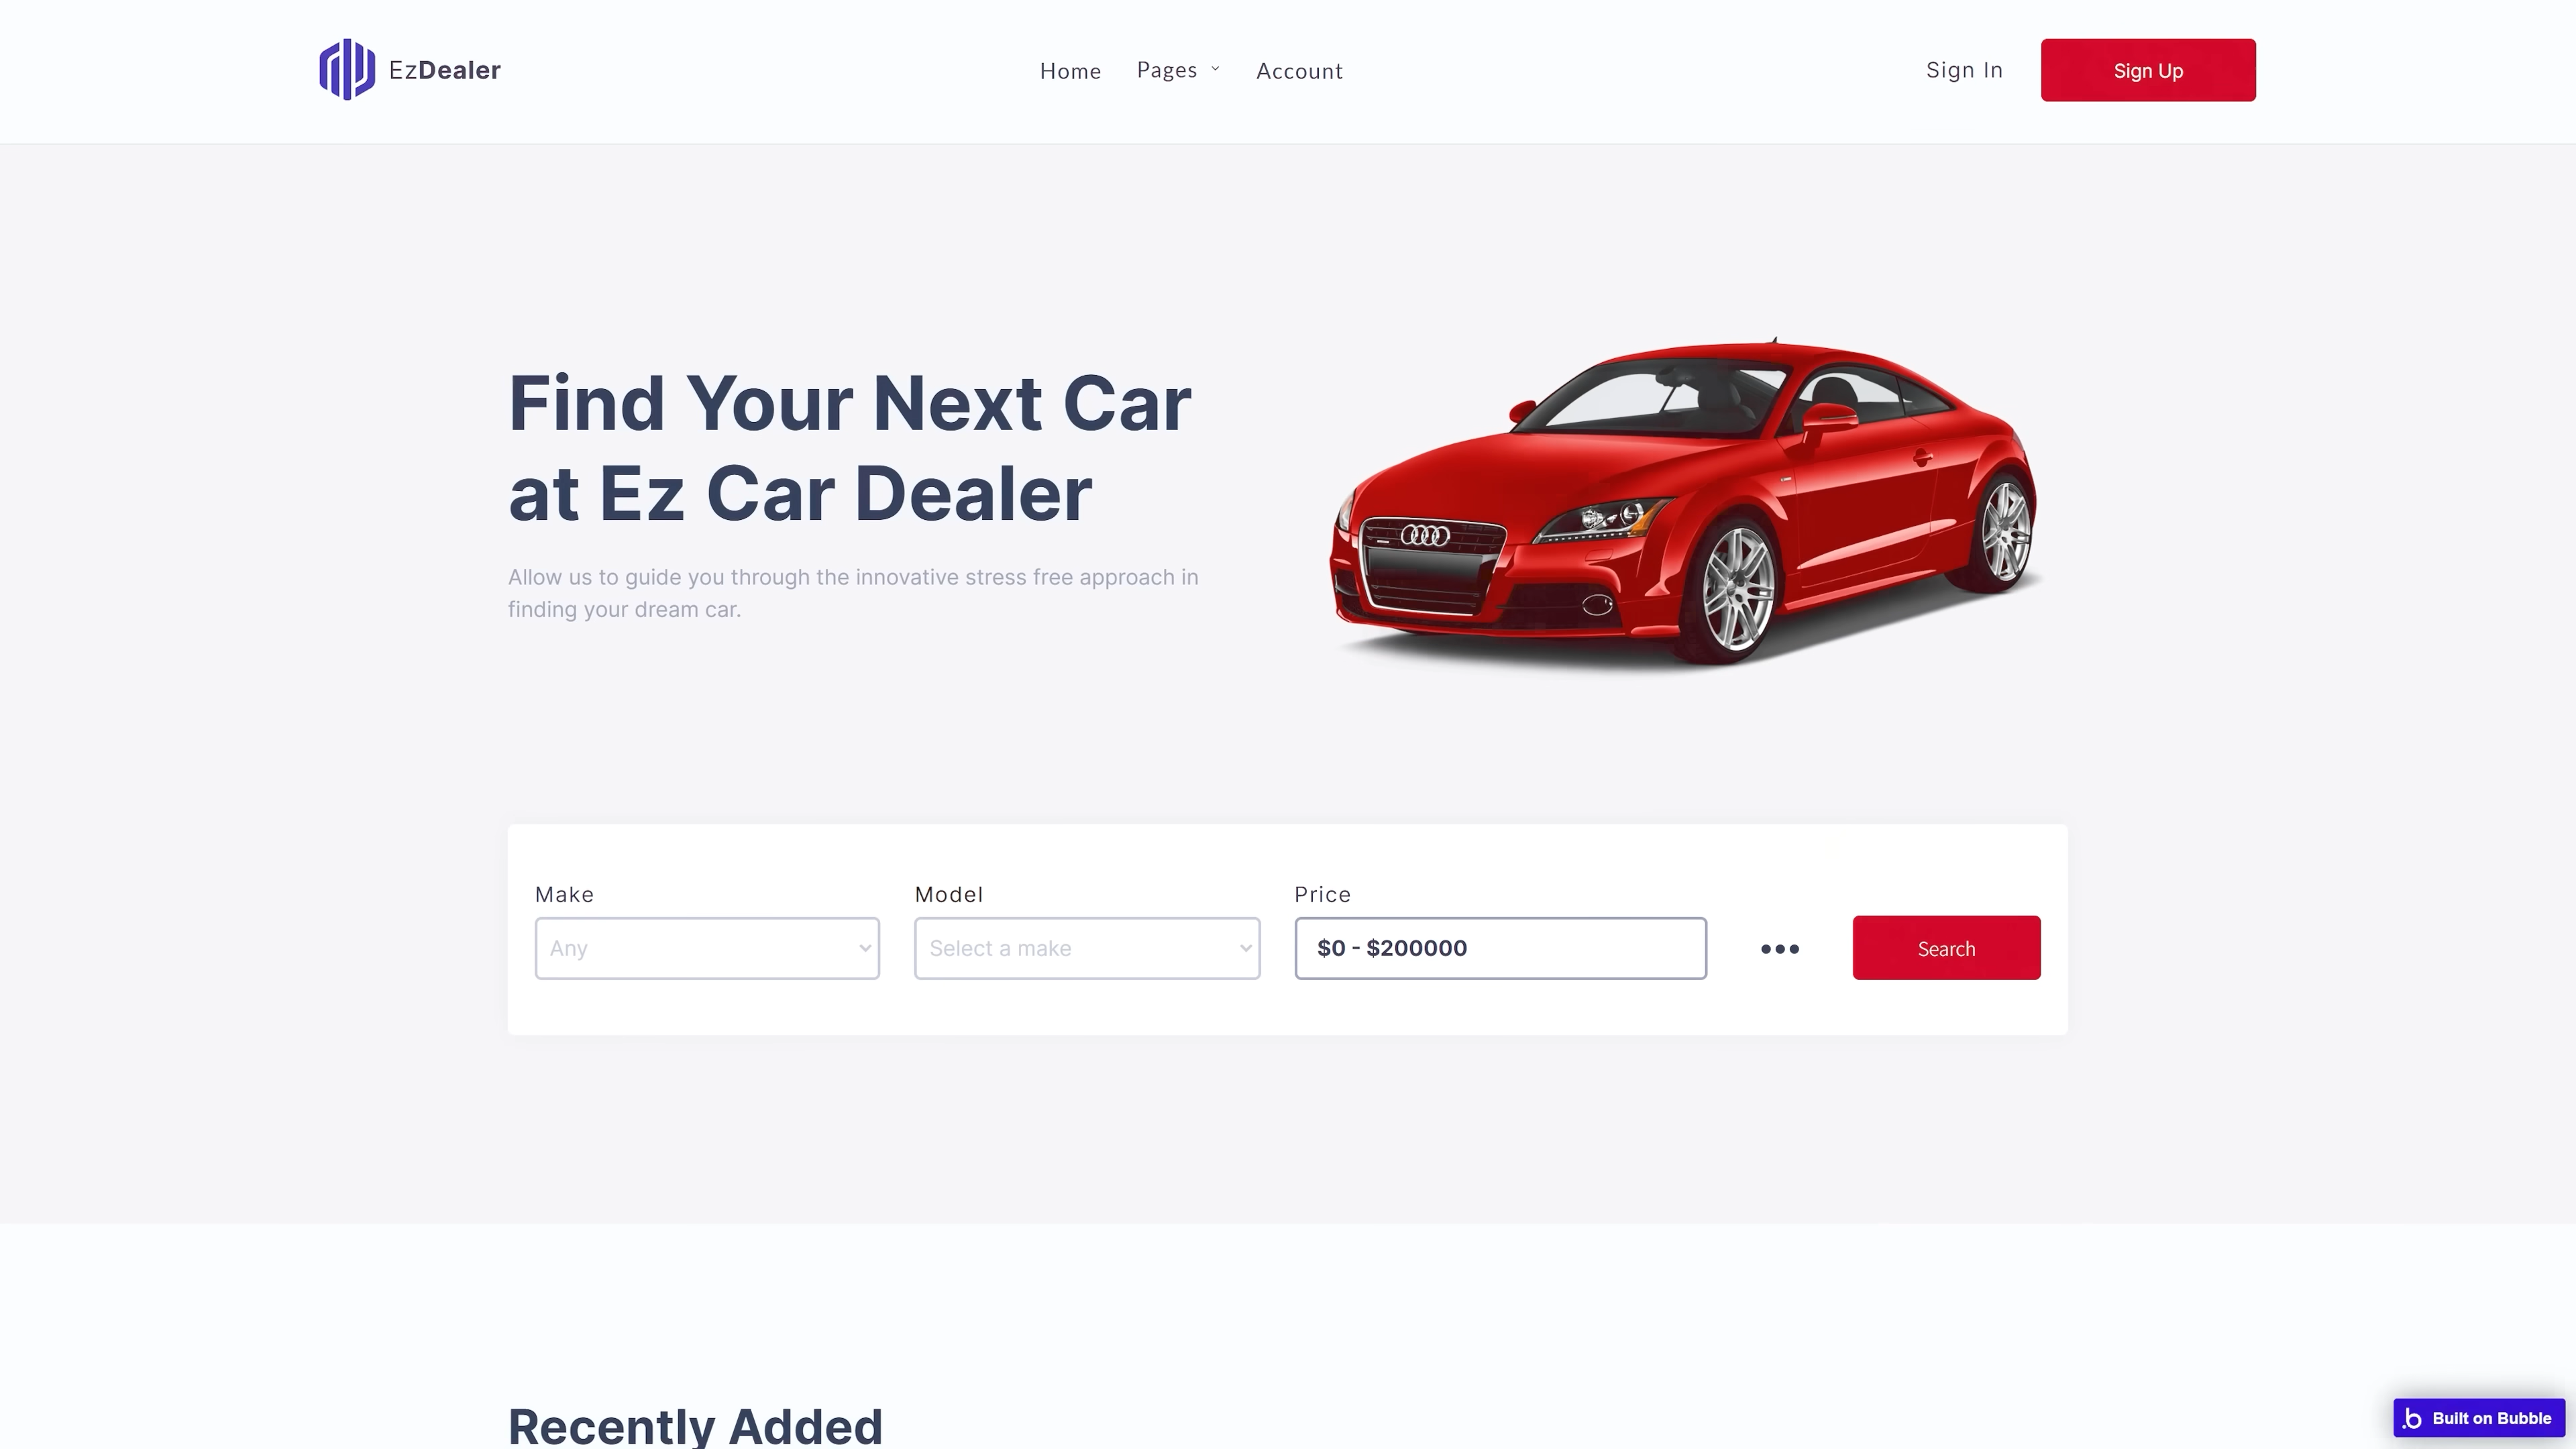 EzDealer
Home
Pages
Account
Sign In
Sign Up
Find Your Next Car
at Ez Car Dealer
Allow us to guide you through the innovative stress free approach in
finding your dream car.
Make
Model
Price
Any
Select a make
$0 - $200000
Search
Recently Added
Built on Bubble